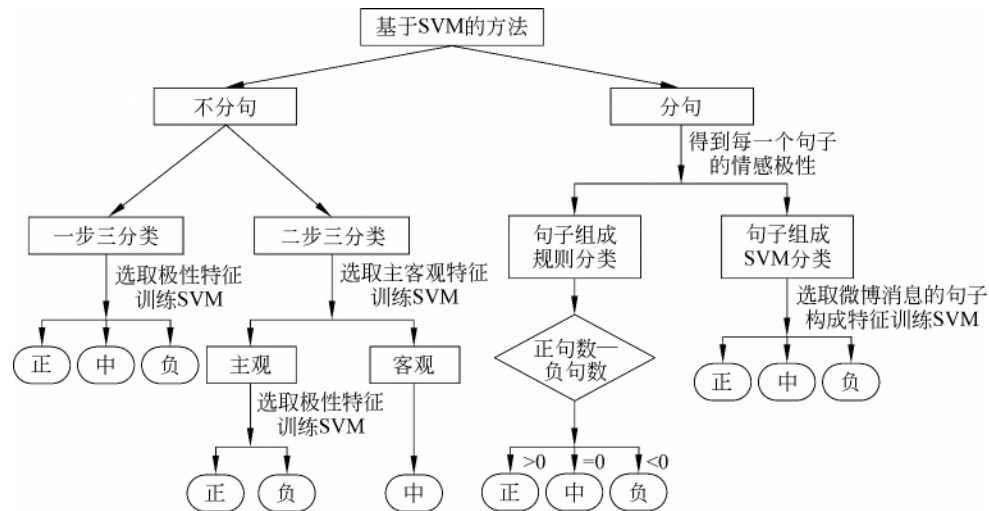 基于SVM的方法
不分句
分句
得到每一个句子
的情感极性
一步三分类
二步三分类
句子组成
规则分类
句子组成
SVM分类
选取极性特征
训练SVM
选取主客观特征
训练SVM
选取微博消息的句子
构成特征训练SVM
正
中
负
主观
客观
正句数—
负句数
正
中
负
选取极性特征
训练SVM
>0
=0
<0
正
负
中
正
中
负